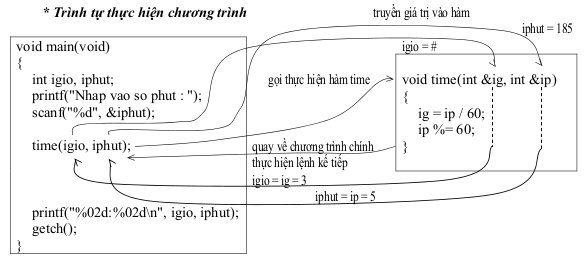 * Trình tự thực hiện chương trình
truyền giá trị vào hàm
iphut = 185
igio = #
void main(void)
{
int igio, iphut;
printf("Nhap vao so phut : ");
scanf("%d", &iphut);
time(igio, iphut);
printf("%02d:%02d\n", igio, iphut);
getch();
}
gọi thực hiện hàm time
void time(int &ig, int &ip)
{
ig = ip / 60;
ip %= 60;
}
quay về chương trình chính
thực hiện lệnh kế tiếp
igio = ig = 3
iphut = ip = 5